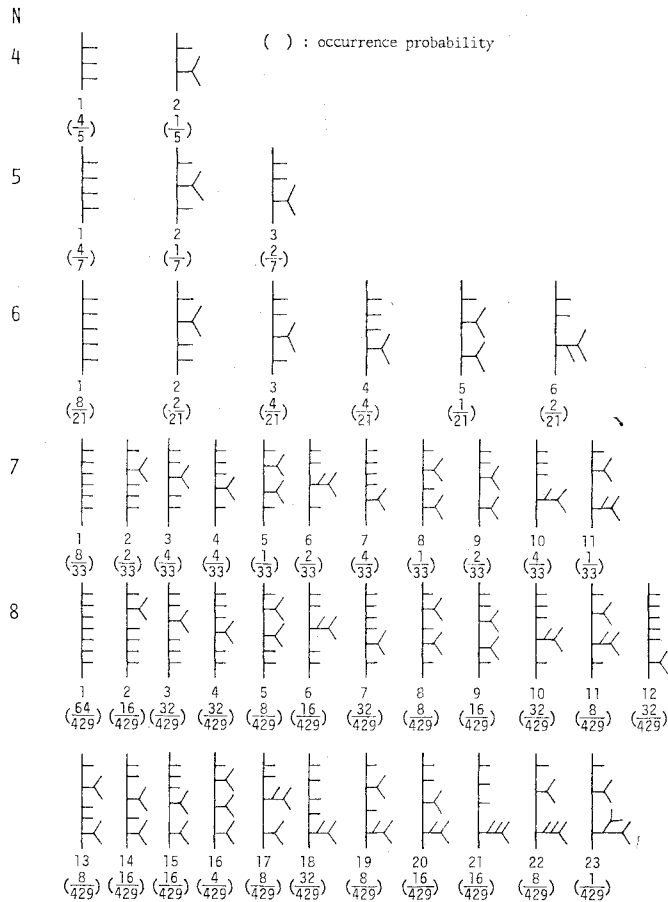 N
( ) : occurrence probability
4
1 2
(4/5) (1/5)
5
1 2 3
(4/7) (1/7) (2/7)
6
1 2 3 4 5 6
(8/21) (2/21) (4/21) (4/21) (1/21) (2/21)
7
1 2 3 4 5 6 7 8 9 10 11
(8/33) (2/33) (4/33) (4/33) (1/33) (2/33) (4/33) (1/33) (2/33) (4/33) (1/33)
8
1 2 3 4 5 6 7 8 9 10 11 12
(64/429) (16/429) (32/429) (32/429) (8/429) (16/429) (32/429) (8/429) (16/429) (32/429) (8/429) (32/429)
13 14 15 16 17 18 19 20 21 22 23
(8/429) (16/429) (16/429) (4/429) (8/429) (32/429) (8/429) (16/429) (16/429) (8/429) (1/429)